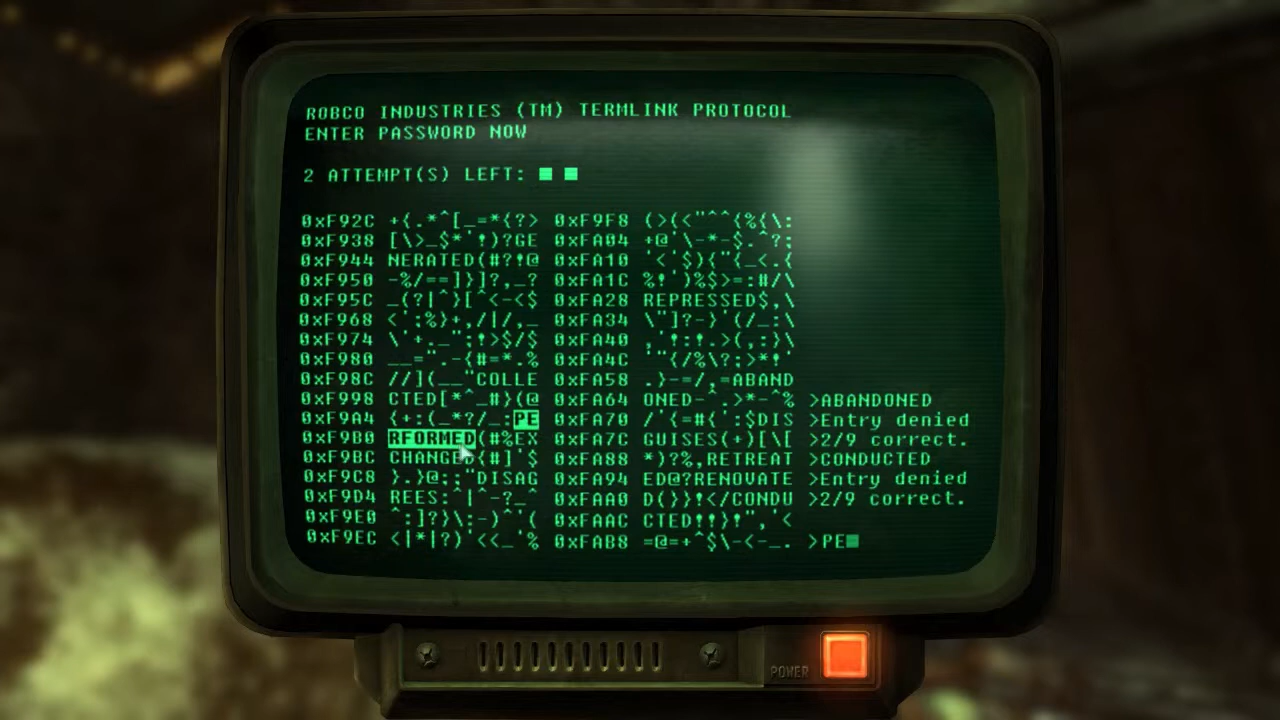 ROBCO INDUSTRIES (TM) TERMLINK PROTOCOL
ENTER PASSWORD NOW
2 ATTEMPT(S) LEFT: ■ ■
0xF92C +{.*^[_=*{?> 0xF9F8 (>(<"^^{%{\:
0xF938 [\>_$*'!)?GE 0xFA04 +@'\-*-$.^?;
0xF944 NERATED(#?!@ 0xFA10 '<'$){"{_<.{
0xF950 -%/==]}]?,_? 0xFA1C %!')%$>=:#/\
0xF95C _(?|^}[^<-<$ 0xFA28 REPRESSED$,\
0xF968 <';%}+,/|/,_ 0xFA34 \"]?-}'(/_:\
0xF974 \'+._";!>$/$ 0xFA40 ,'!:!.>(,:}\
0xF980 __=".-{#=*.% 0xFA4C '"{/%\?;>*!'
0xF98C //](__"COLLE 0xFA58 .}-=/,=ABAND
0xF998 CTED[*^_#}(@ 0xFA64 ONED-^.>*-^% >ABANDONED
0xF9A4 {+:(_*?/_:PE 0xFA70 /'{=#{':$DIS >Entry denied
0xF9B0 RFORMED(#%EX 0xFA7C GUISES(+)[\[ >2/9 correct.
0xF9BC CHANGED{#]'$ 0xFA88 *)?%,RETREAT >CONDUCTED
0xF9C8 }.}@;;"DISAG 0xFA94 ED@?RENOVATE >Entry denied
0xF9D4 REES:^|^-?_^ 0xFAA0 D(}}!</CONDU >2/9 correct.
0xF9E0 ^:]?}\:-)^'( 0xFAAC CTED!!}!",'<
0xF9EC <|*|?)'<<_'% 0xFAB8 =@=+^$\-<-_. >PE■
POWER